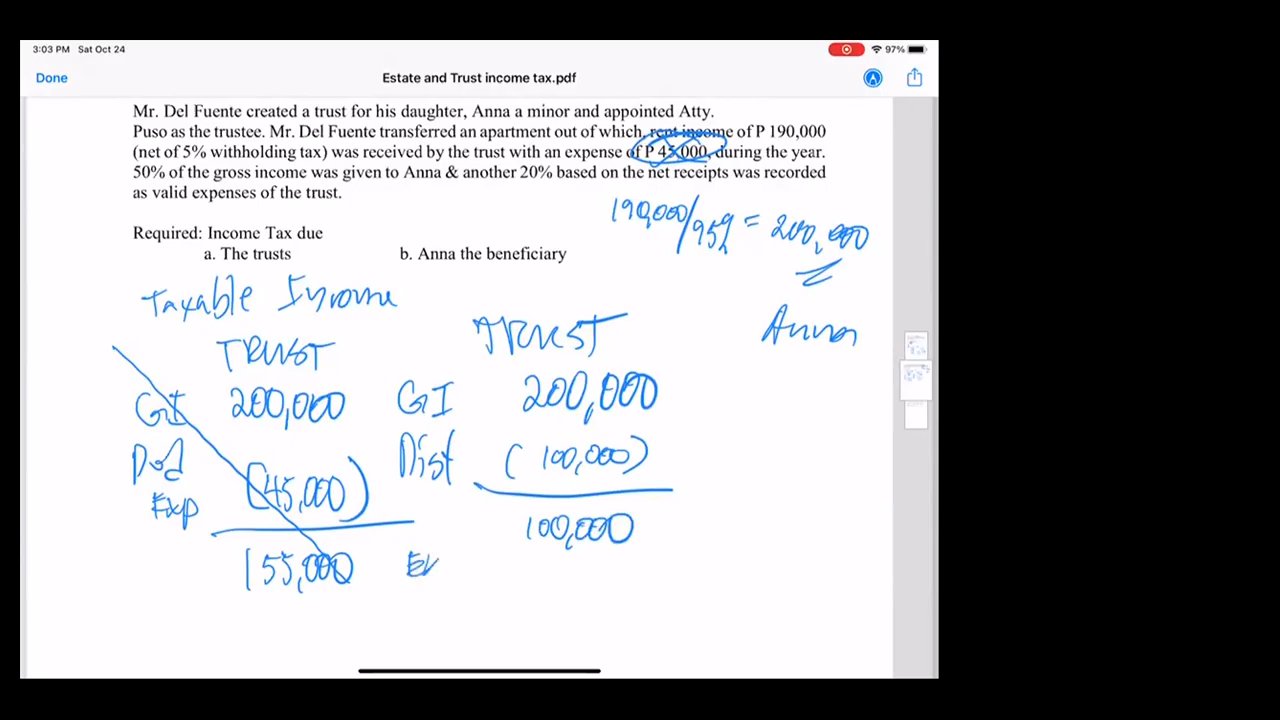 3:03 PM Sat Oct 24
97%
Done
Estate and Trust income tax.pdf
Mr. Del Fuente created a trust for his daughter, Anna a minor and appointed Atty.
Puso as the trustee. Mr. Del Fuente transferred an apartment out of which, rent income of P 190,000
(net of 5% withholding tax) was received by the trust with an expense of P 45,000, during the year.
50% of the gross income was given to Anna & another 20% based on the net receipts was recorded
as valid expenses of the trust.
190,000/95% = 200,000
Required: Income Tax due
a. The trusts b. Anna the beneficiary
Taxable Income
TRUST TRUST Anna
GI 200,000 GI 200,000
Ded Exp (45,000) Dist (100,000)
155,000 100,000